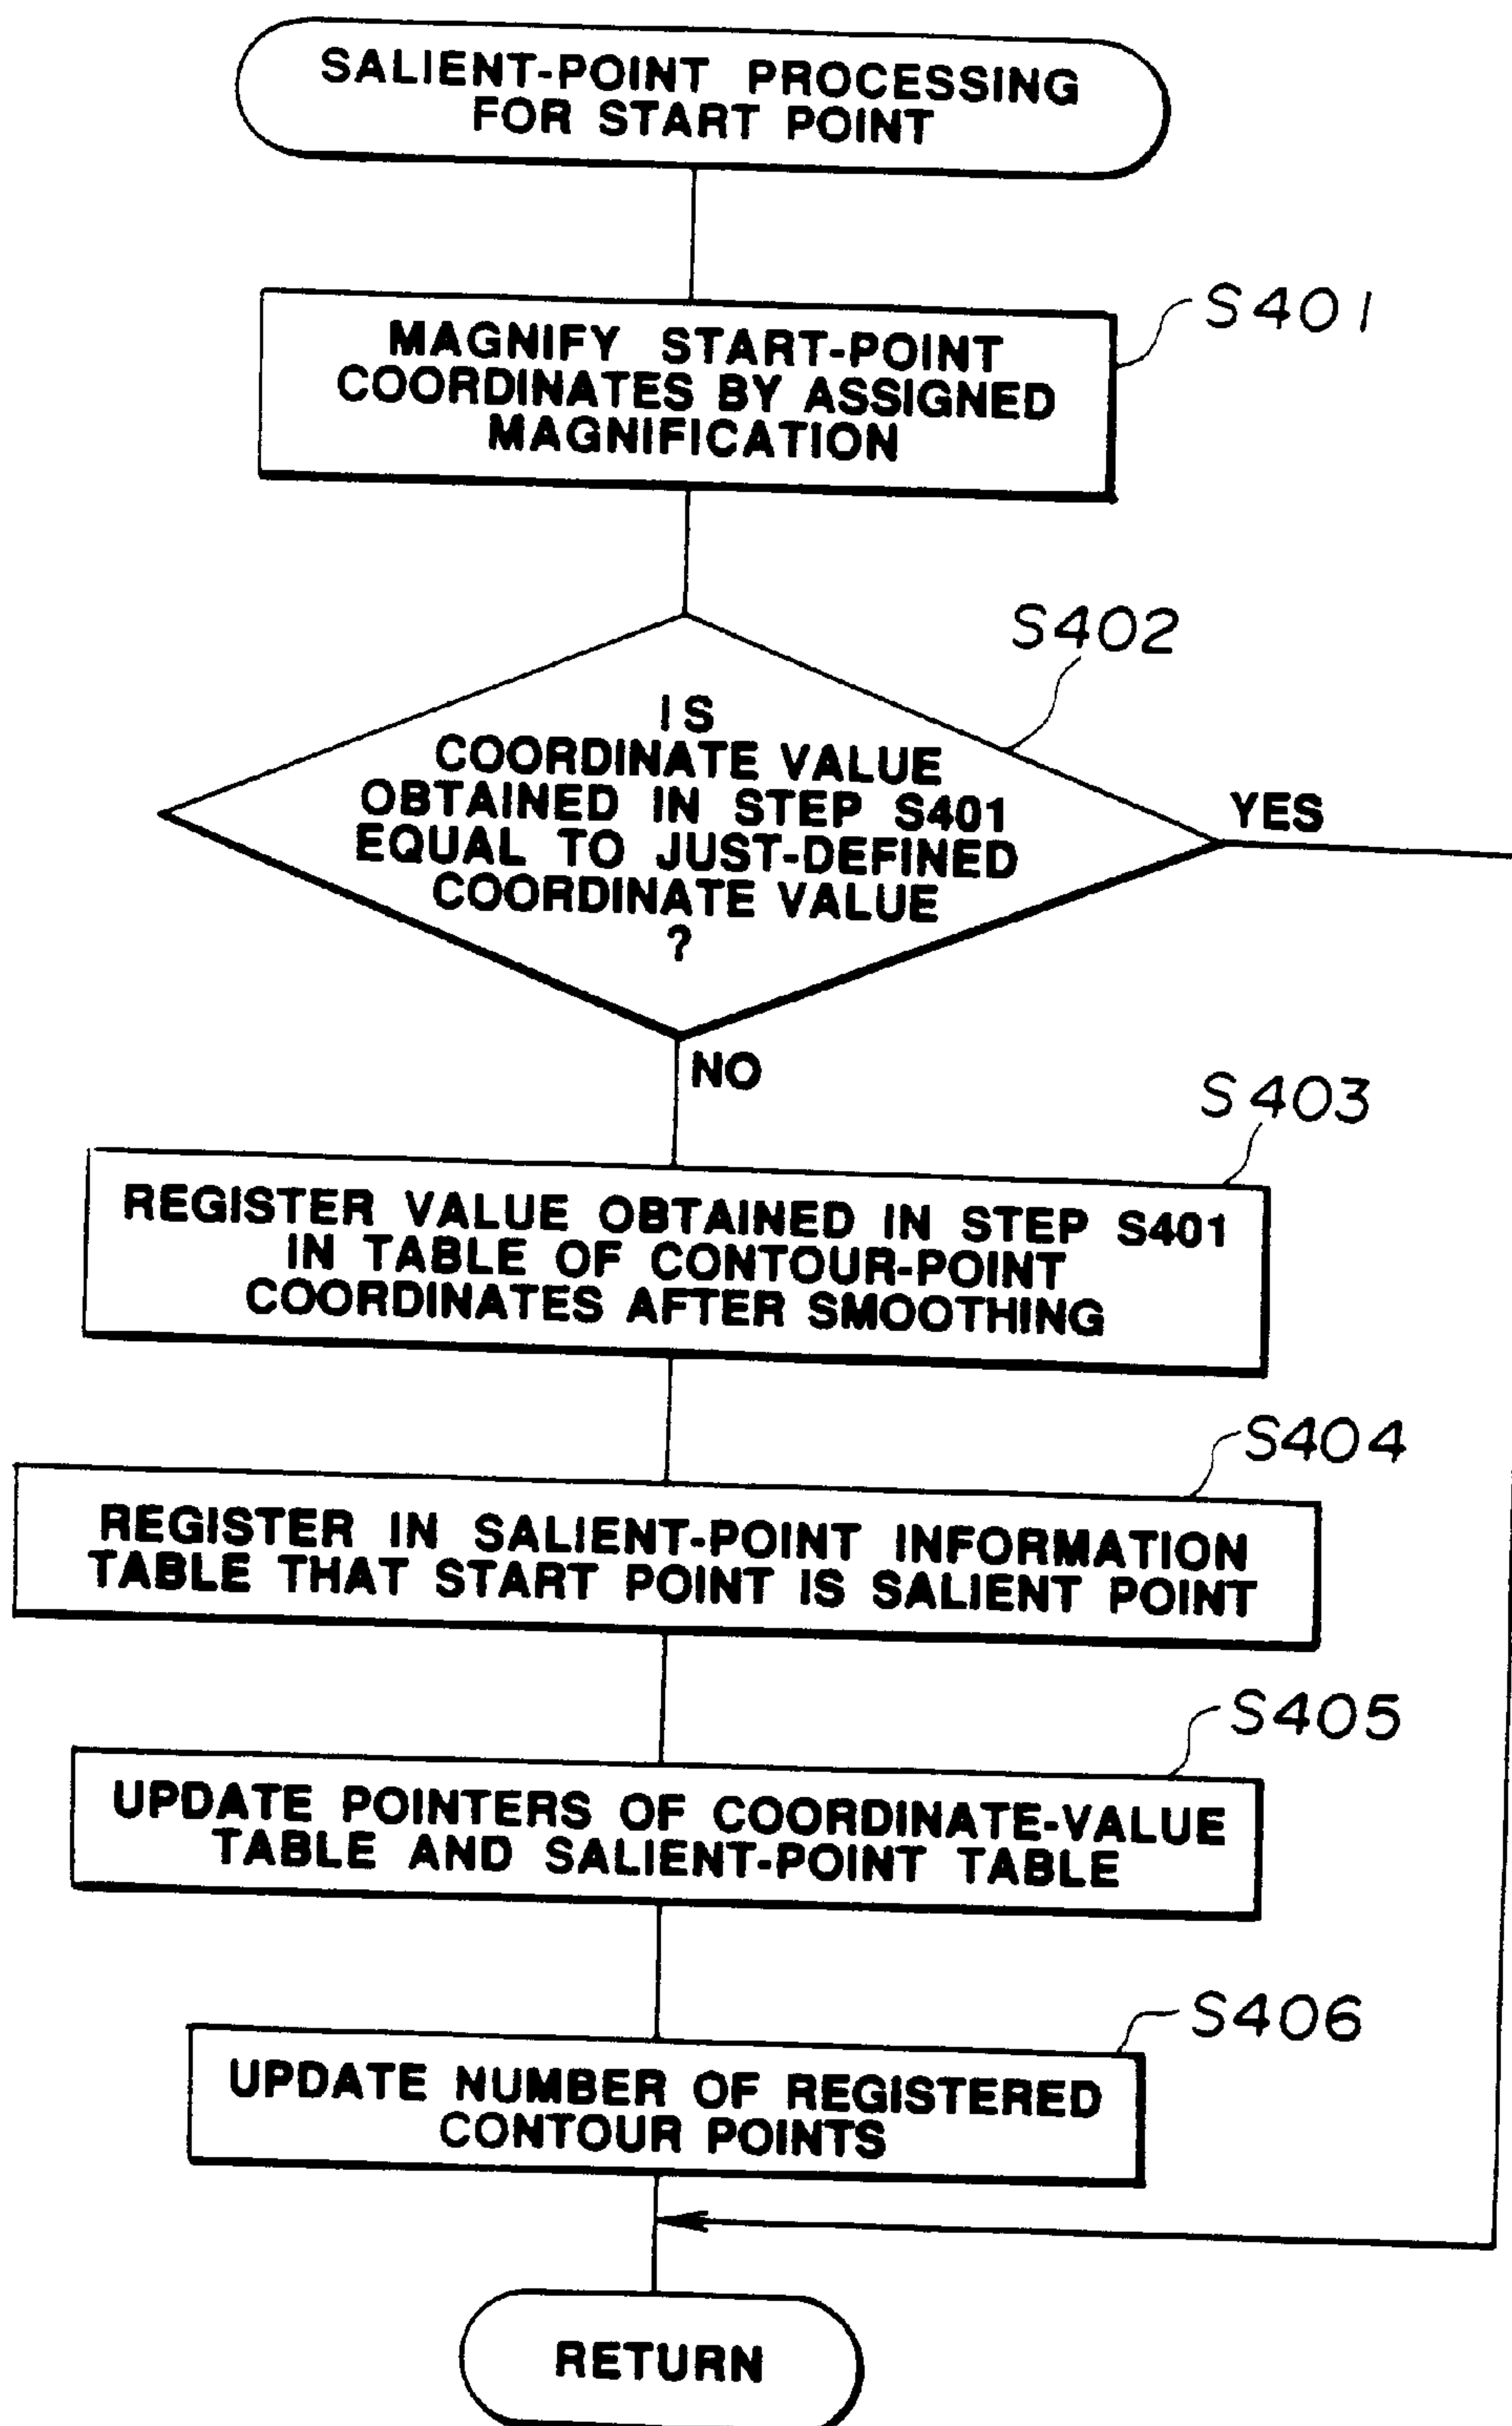 SALIENT-POINT PROCESSING
FOR START POINT
S401
MAGNIFY START-POINT
COORDINATES BY ASSIGNED
MAGNIFICATION
S402
IS
COORDINATE VALUE
OBTAINED IN STEP S401
EQUAL TO JUST-DEFINED
COORDINATE VALUE
?
YES
NO
S403
REGISTER VALUE OBTAINED IN STEP S401
IN TABLE OF CONTOUR-POINT
COORDINATES AFTER SMOOTHING
S404
REGISTER IN SALIENT-POINT INFORMATION
TABLE THAT START POINT IS SALIENT POINT
S405
UPDATE POINTERS OF COORDINATE-VALUE
TABLE AND SALIENT-POINT TABLE
S406
UPDATE NUMBER OF REGISTERED
CONTOUR POINTS
RETURN